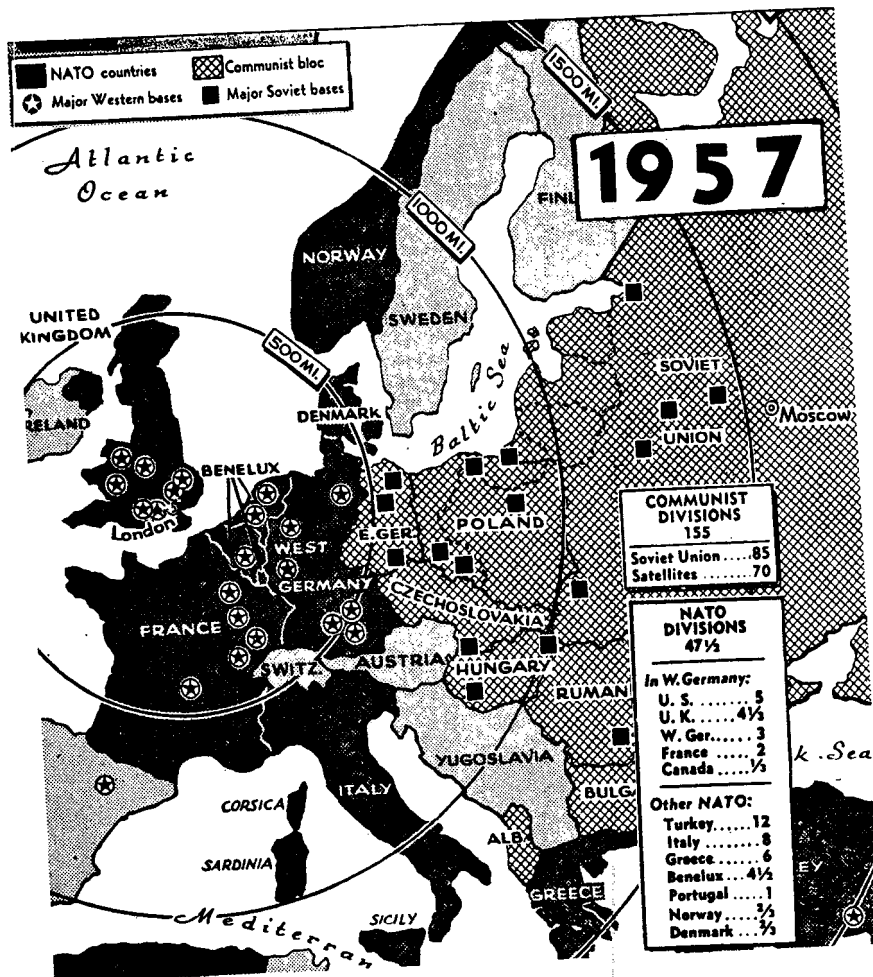 NATO countries
Communist bloc
Major Western bases
Major Soviet bases
1957
Atlantic
Ocean
1500 MI.
1000 MI.
500 MI.
NORWAY
SWEDEN
FINL
UNITED
KINGDOM
RELAND
DENMARK
Baltic Sea
SOVIET
UNION
Moscow
BENELUX
London
WEST
GERMANY
E.GER.
POLAND
CZECHOSLOVAKIA
FRANCE
SWITZ.
AUSTRIA
HUNGARY
RUMAN
YUGOSLAVIA
ITALY
BULGA
ALB.
GREECE
CORSICA
SARDINIA
SICILY
Mediterran
k Sea
EY
COMMUNIST
DIVISIONS
155
Soviet Union.....85
Satellites ........70
NATO
DIVISIONS
47½
In W. Germany:
U. S. ........ 5
U. K. ..... 4⅓
W. Ger. ..... 3
France ..... 2
Canada ..... ⅓
Other NATO:
Turkey......12
Italy ........ 8
Greece ...... 6
Benelux ... 4½
Portugal ..... 1
Norway ..... ⅔
Denmark ... ⅔